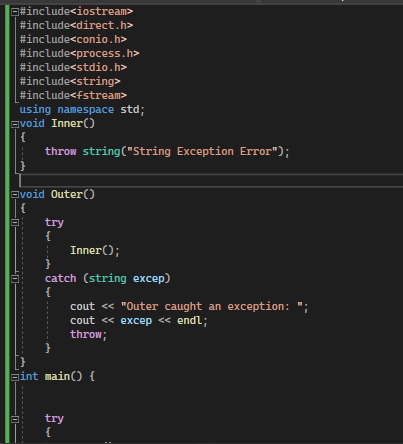 #include<iostream>
#include<direct.h>
#include<conio.h>
#include<process.h>
#include<stdio.h>
#include<string>
#include<fstream>
using namespace std;
void Inner()
{
    throw string("String Exception Error");
}

void Outer()
{
    try
    {
        Inner();
    }
    catch (string excep)
    {
        cout << "Outer caught an exception: ";
        cout << excep << endl;
        throw;
    }
}
int main() {


    try
    {